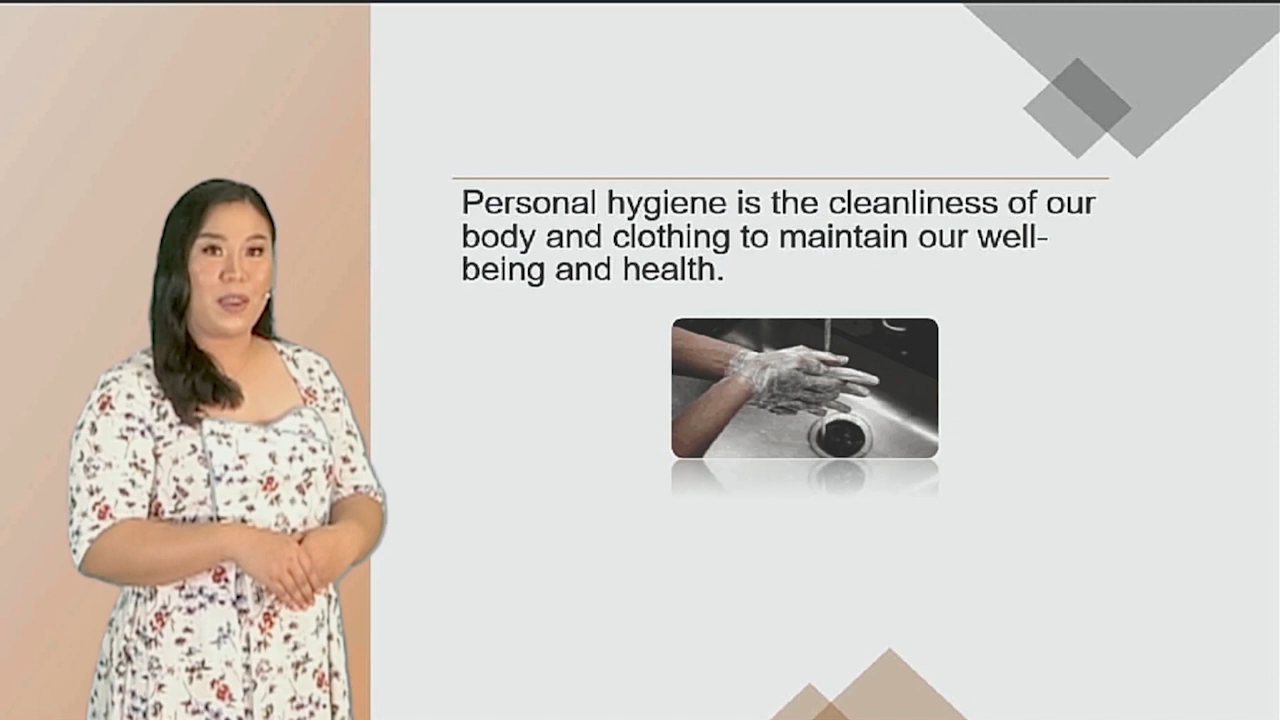 Personal hygiene is the cleanliness of our
body and clothing to maintain our well-
being and health.